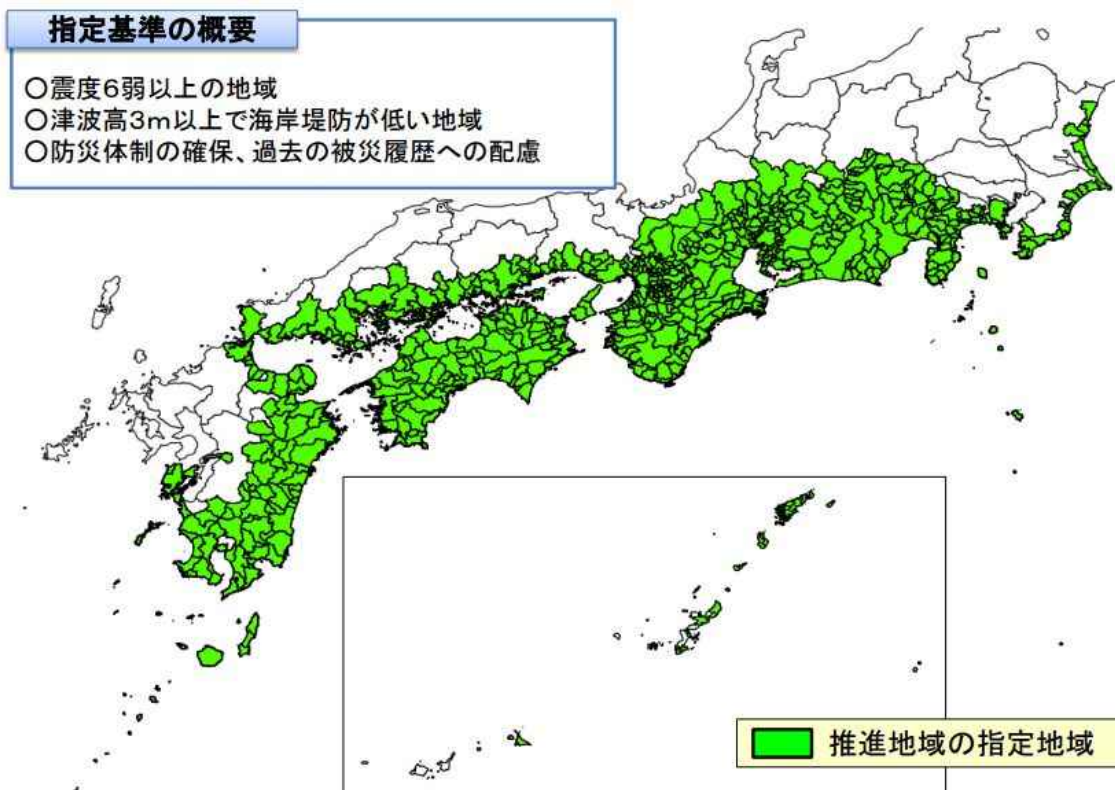 指定基準の概要
○震度6弱以上の地域
○津波高3m以上で海岸堤防が低い地域
○防災体制の確保、過去の被災履歴への配慮
推進地域の指定地域